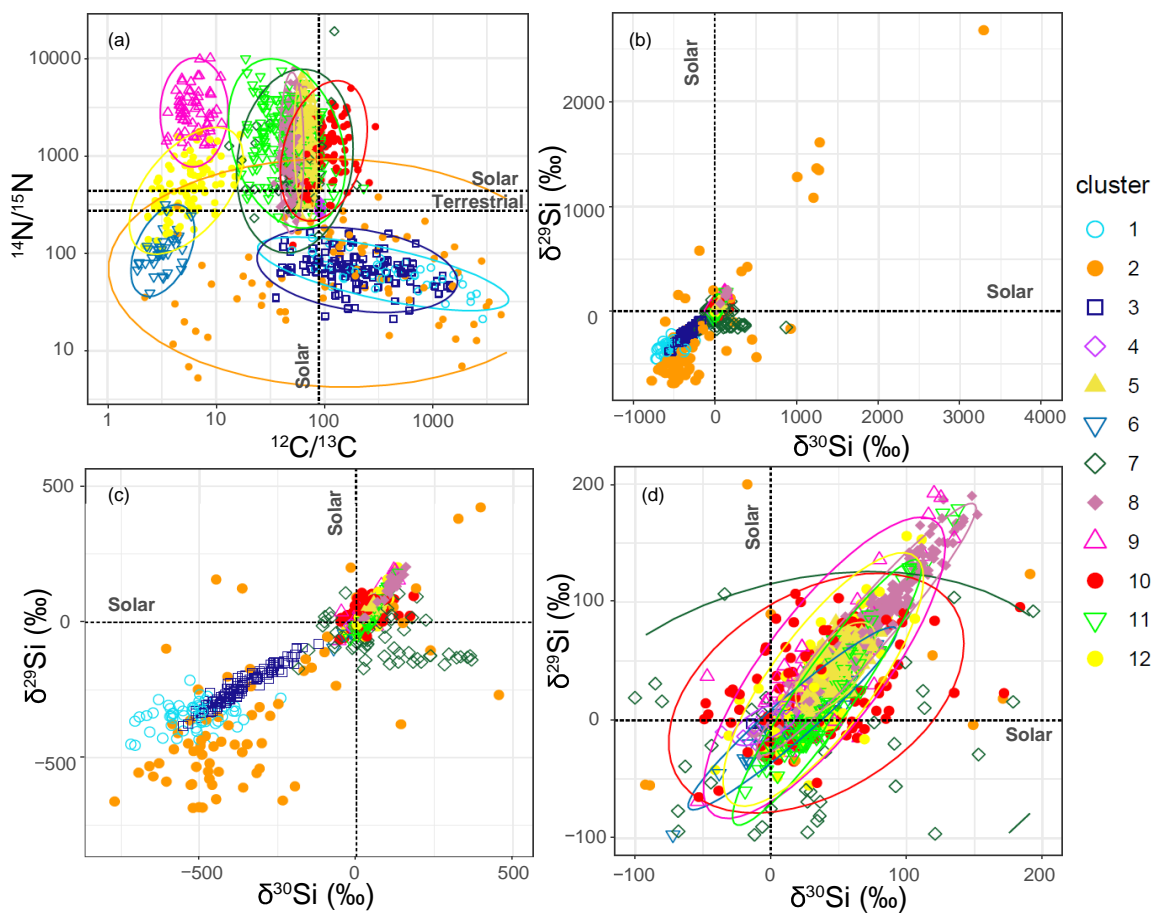 (a)
10000
1000
100
10
1
10
100
1000
Solar
Terrestrial
Solar
¹⁴N/¹⁵N
¹²C/¹³C
(b)
2000
1000
0
−1000
0
1000
2000
3000
4000
Solar
Solar
δ²⁹Si (‰)
δ³⁰Si (‰)
(c)
500
0
−500
−500
0
500
Solar
Solar
δ²⁹Si (‰)
δ³⁰Si (‰)
(d)
200
100
0
−100
−100
0
100
200
Solar
Solar
δ²⁹Si (‰)
δ³⁰Si (‰)
cluster
1
2
3
4
5
6
7
8
9
10
11
12